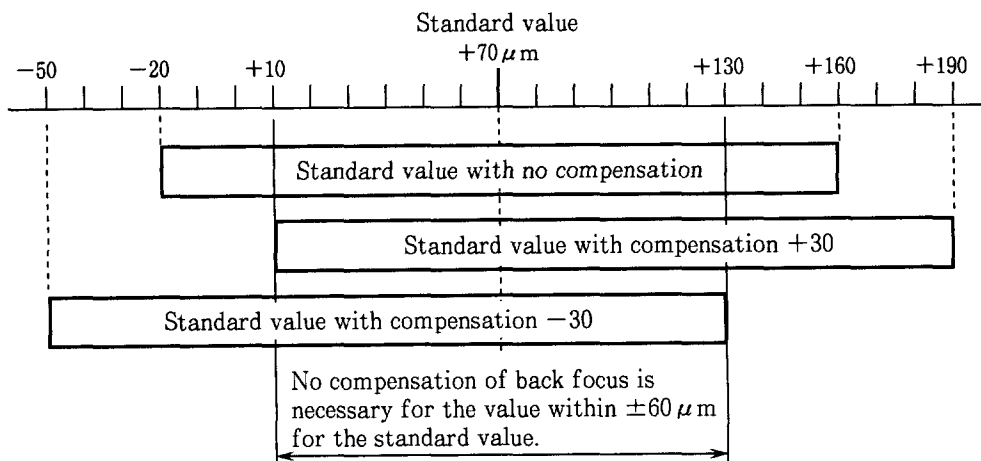 Standard value
+70 μm
−50 −20 +10 +130 +160 +190
Standard value with no compensation
Standard value with compensation +30
Standard value with compensation −30
No compensation of back focus is
necessary for the value within ±60 μm
for the standard value.